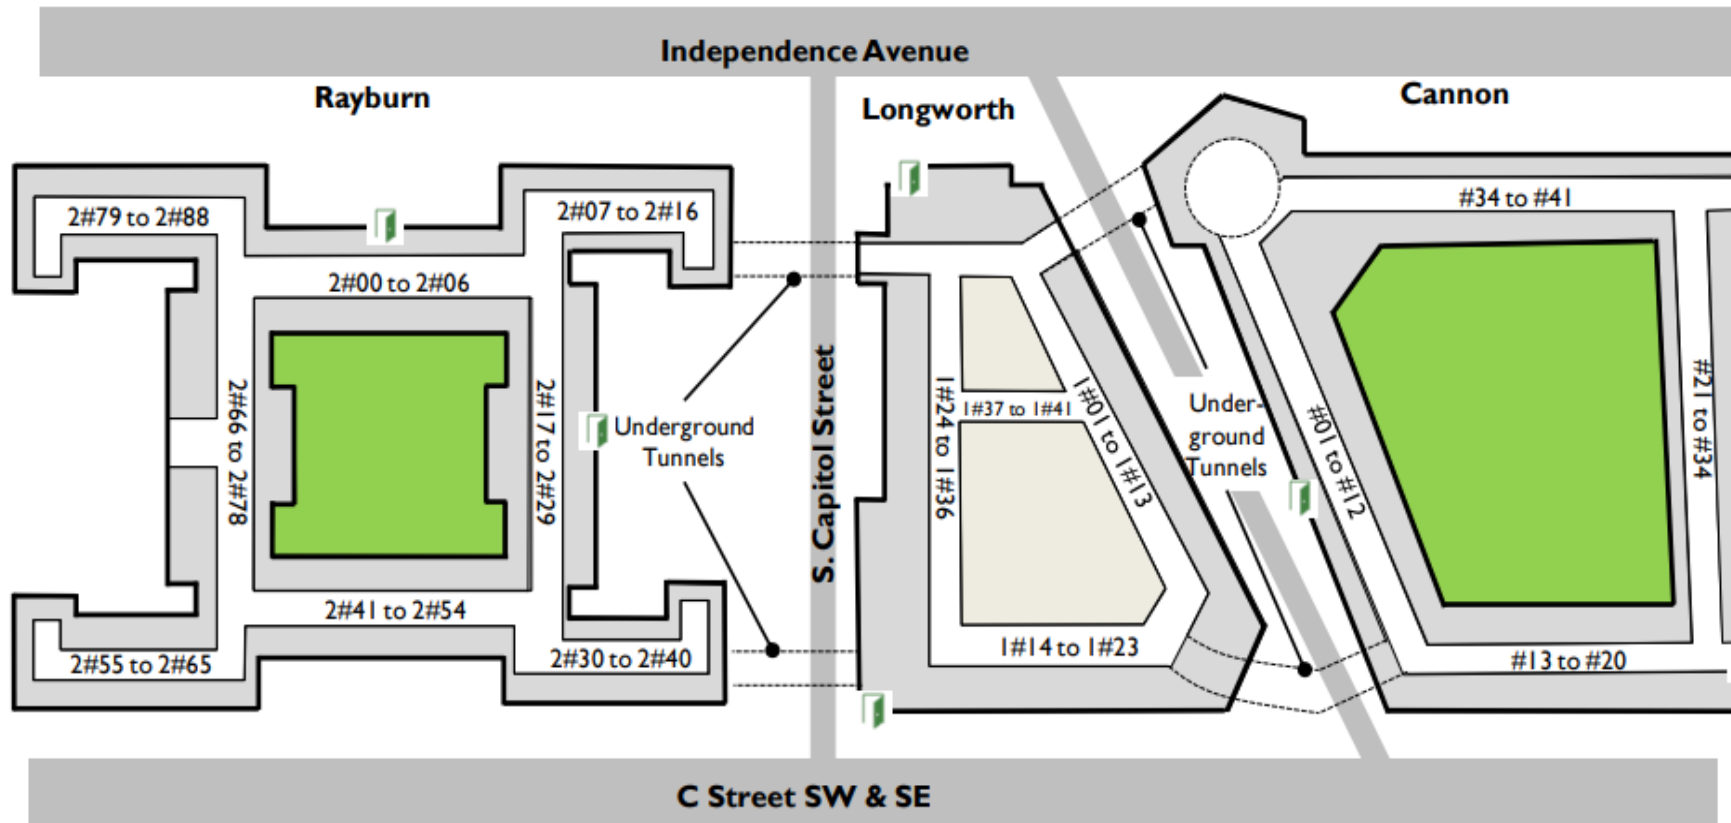 Independence Avenue
Rayburn
Longworth
Cannon
2#79 to 2#88
2#07 to 2#16
#34 to #41
2#00 to 2#06
2#66 to 2#78
2#17 to 2#29
Underground
Tunnels
S. Capitol Street
1#24 to 1#36
1#37 to 1#41
1#01 to 1#13
Under-
ground
Tunnels
#01 to #12
#21 to #34
2#41 to 2#54
2#55 to 2#65
2#30 to 2#40
1#14 to 1#23
#13 to #20
C Street SW & SE